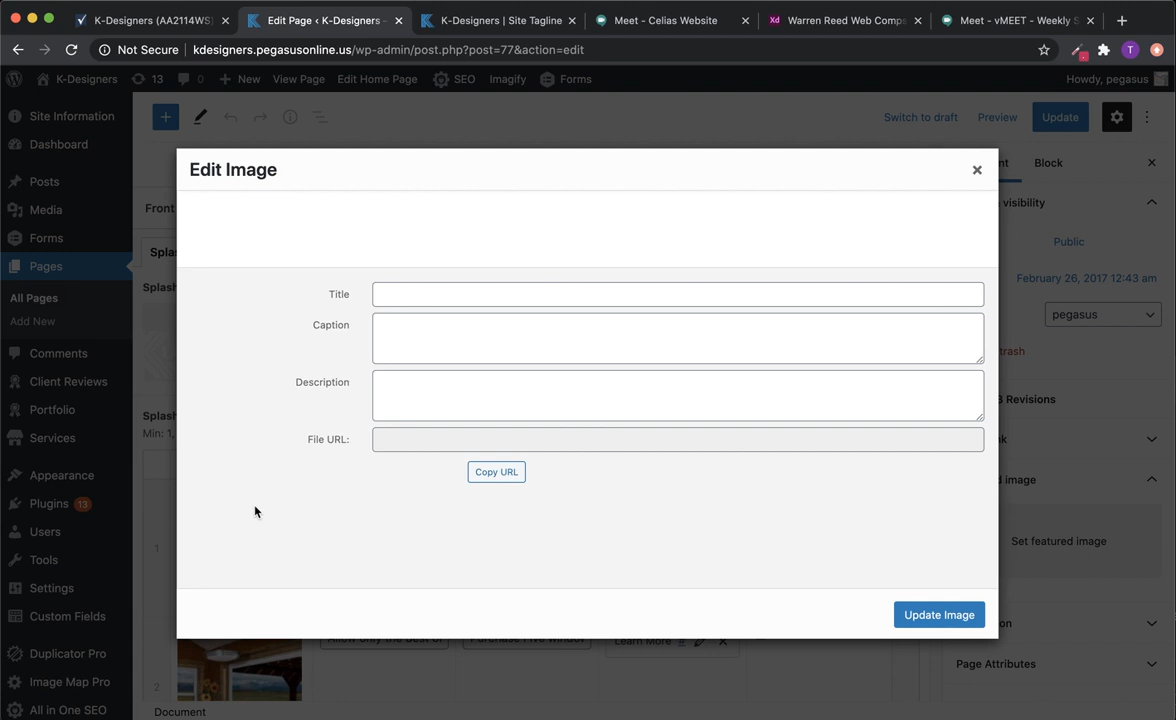 K-Designers (AA2114WS)
Edit Page ‹ K-Designers -
K-Designers | Site Tagline
Meet - Celias Website
Warren Reed Web Comps
Meet - vMEET - Weekly S
Not Secure | kdesigners.pegasusonline.us/wp-admin/post.php?post=77&action=edit
T
K-Designers
13
0
New
View Page
Edit Home Page
SEO
Imagify
Forms
Howdy, pegasus
Site Information
Dashboard
Posts
Media
Forms
Pages
All Pages
Add New
Comments
Client Reviews
Portfolio
Services
Appearance
Plugins 13
Users
Tools
Settings
Custom Fields
Duplicator Pro
Image Map Pro
All in One SEO
Switch to draft
Preview
Update
Front
Splas
Splash
Splash
Min: 1,
1
2
Edit Image
Title
Caption
Description
File URL:
Copy URL
Update Image
nt
Block
visibility
Public
February 26, 2017 12:43 am
pegasus
trash
3 Revisions
k
d image
Set featured image
on
Page Attributes
Learn More
Document